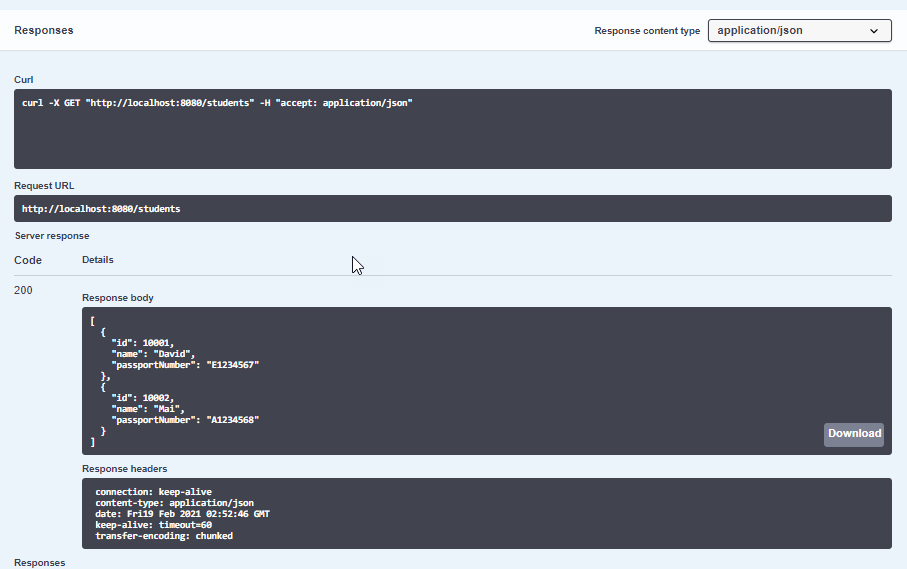 Responses
Response content type application/json
Curl
curl -X GET "http://localhost:8080/students" -H "accept: application/json"
Request URL
http://localhost:8080/students
Server response
Code Details
200
Response body
[
  {
    "id": 10001,
    "name": "David",
    "passportNumber": "E1234567"
  },
  {
    "id": 10002,
    "name": "Mai",
    "passportNumber": "A1234568"
  }
]
Download
Response headers
connection: keep-alive
content-type: application/json
date: Fri19 Feb 2021 02:52:46 GMT
keep-alive: timeout=60
transfer-encoding: chunked
Responses